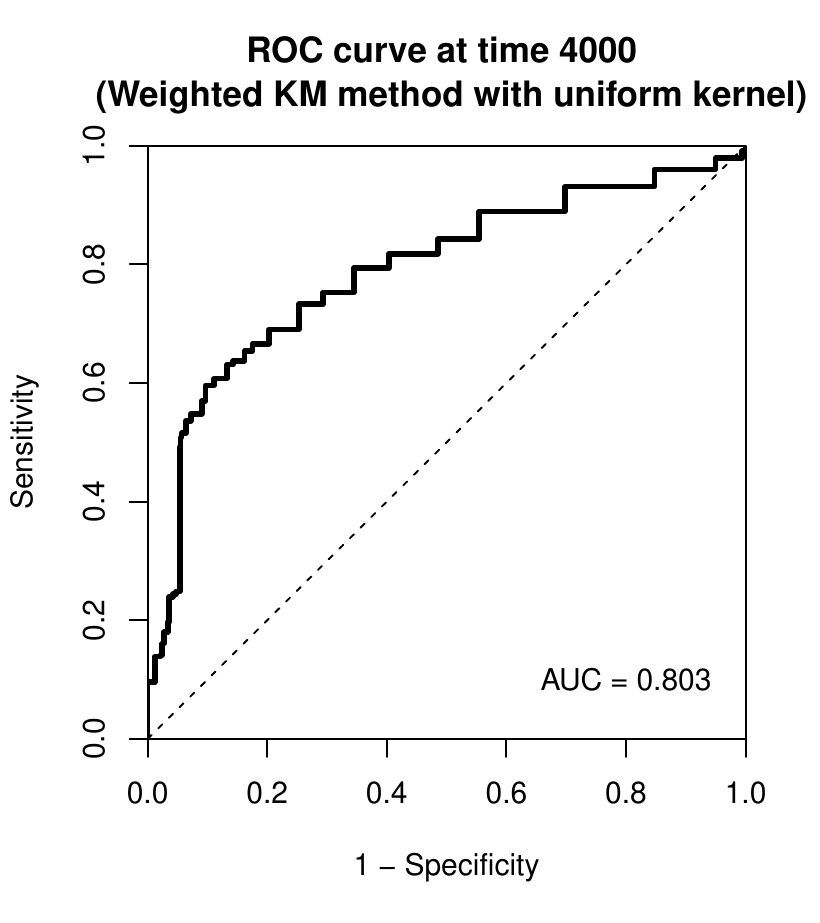 ROC curve at time 4000
(Weighted KM method with uniform kernel)
Sensitivity
1.0
0.8
0.6
0.4
0.2
0.0
AUC = 0.803
0.0 0.2 0.4 0.6 0.8 1.0
1 − Specificity